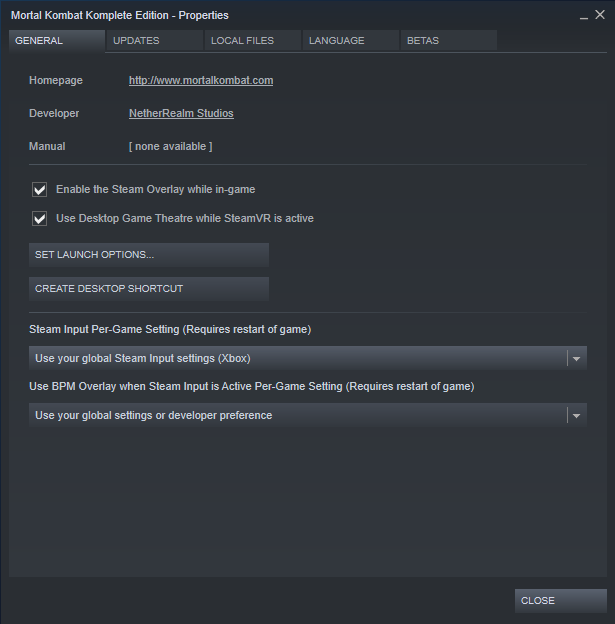 Mortal Kombat Komplete Edition - Properties
GENERAL UPDATES LOCAL FILES LANGUAGE BETAS
Homepage http://www.mortalkombat.com
Developer NetherRealm Studios
Manual [ none available ]
Enable the Steam Overlay while in-game
Use Desktop Game Theatre while SteamVR is active
SET LAUNCH OPTIONS...
CREATE DESKTOP SHORTCUT
Steam Input Per-Game Setting (Requires restart of game)
Use your global Steam Input settings (Xbox)
Use BPM Overlay when Steam Input is Active Per-Game Setting (Requires restart of game)
Use your global settings or developer preference
CLOSE